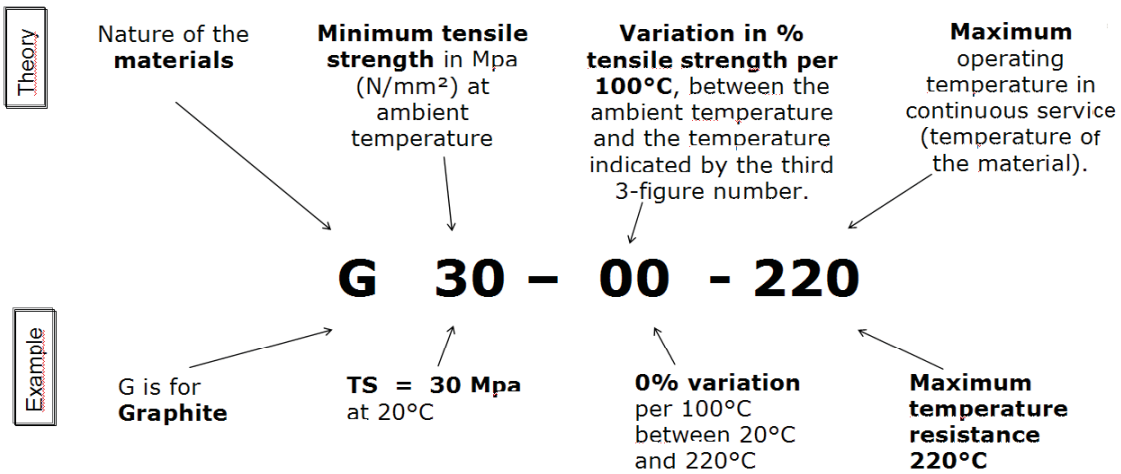 Theory
Nature of the
materials
Minimum tensile
strength in Mpa
(N/mm²) at
ambient
temperature
Variation in %
tensile strength per
100°C, between the
ambient temperature
and the temperature
indicated by the third
3-figure number.
Maximum
operating
temperature in
continuous service
(temperature of
the material).
G 30 – 00 - 220
Example
G is for
Graphite
TS = 30 Mpa
at 20°C
0% variation
per 100°C
between 20°C
and 220°C
Maximum
temperature
resistance
220°C